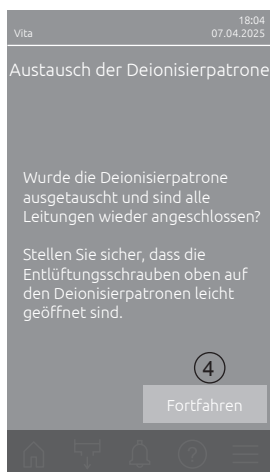 18:04
Vita 07.04.2025
Austausch der Deionisierpatrone
Wurde die Deionisierpatrone
ausgetauscht und sind alle
Leitungen wieder angeschlossen?
Stellen Sie sicher, dass die
Entlüftungsschrauben oben auf
den Deionisierpatronen leicht
geöffnet sind.
4
Fortfahren
?